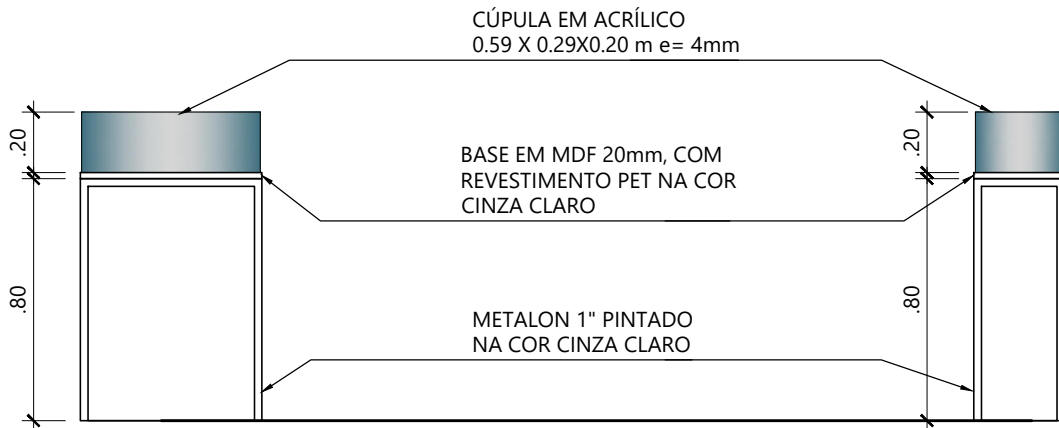 CÚPULA EM ACRÍLICO
0.59 X 0.29X0.20 m e= 4mm
.20
.20
BASE EM MDF 20mm, COM
REVESTIMENTO PET NA COR
CINZA CLARO
.80
.80
METALON 1" PINTADO
NA COR CINZA CLARO